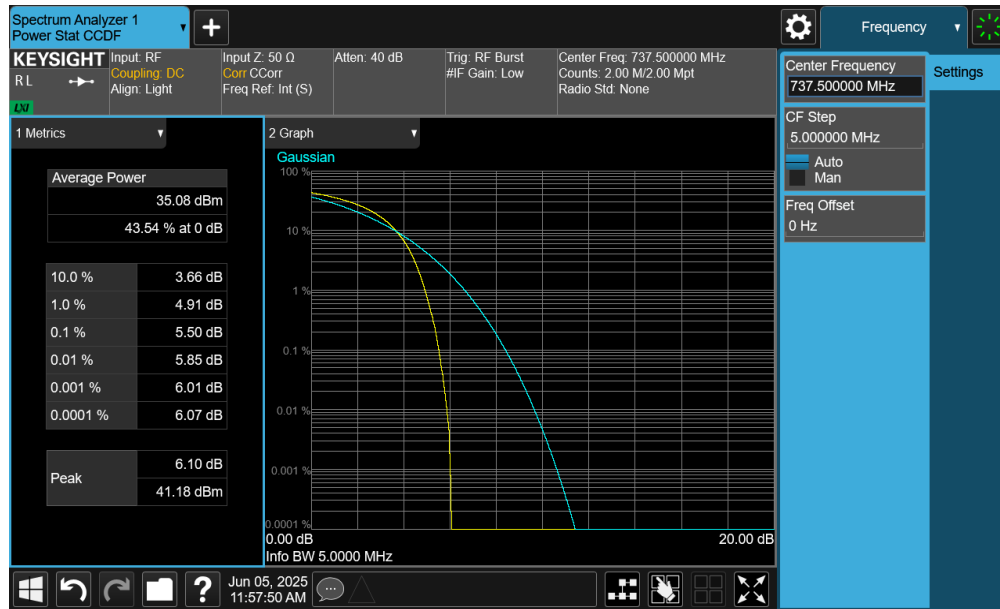 Spectrum Analyzer 1
Power Stat CCDF
+
Frequency
KEYSIGHT
R L
LXI
Input: RF
Coupling: DC
Align: Light
Input Z: 50 Ω
Corr CCorr
Freq Ref: Int (S)
Atten: 40 dB
Trig: RF Burst
#IF Gain: Low
Center Freq: 737.500000 MHz
Counts: 2.00 M/2.00 Mpt
Radio Std: None
Center Frequency
737.500000 MHz
Settings
CF Step
5.000000 MHz
Auto
Man
Freq Offset
0 Hz
1 Metrics
Average Power
35.08 dBm
43.54 % at 0 dB
10.0 % 3.66 dB
1.0 % 4.91 dB
0.1 % 5.50 dB
0.01 % 5.85 dB
0.001 % 6.01 dB
0.0001 % 6.07 dB
Peak
6.10 dB
41.18 dBm
2 Graph
Gaussian
100 %
10 %
1 %
0.1 %
0.01 %
0.001 %
0.0001 %
0.00 dB 20.00 dB
Info BW 5.0000 MHz
?
Jun 05, 2025
11:57:50 AM